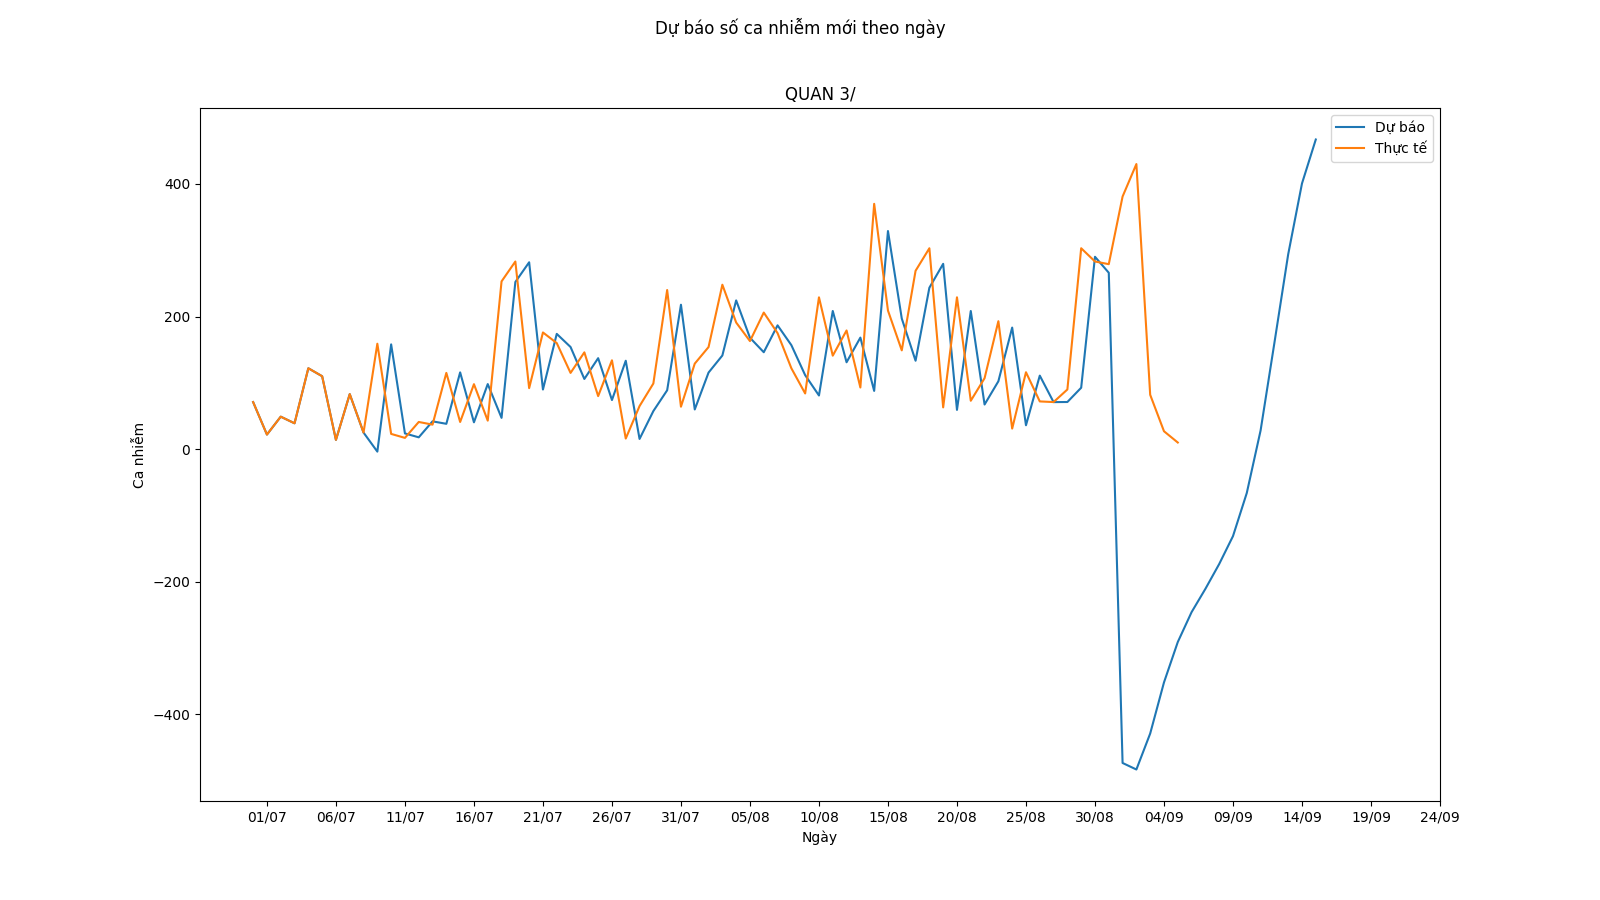 Dự báo số ca nhiễm mới theo ngày
QUAN 3/
Dự báo
Thực tế
400
200
0
−200
−400
Ca nhiễm
01/07 06/07 11/07 16/07 21/07 26/07 31/07 05/08 10/08 15/08 20/08 25/08 30/08 04/09 09/09 14/09 19/09 24/09
Ngày